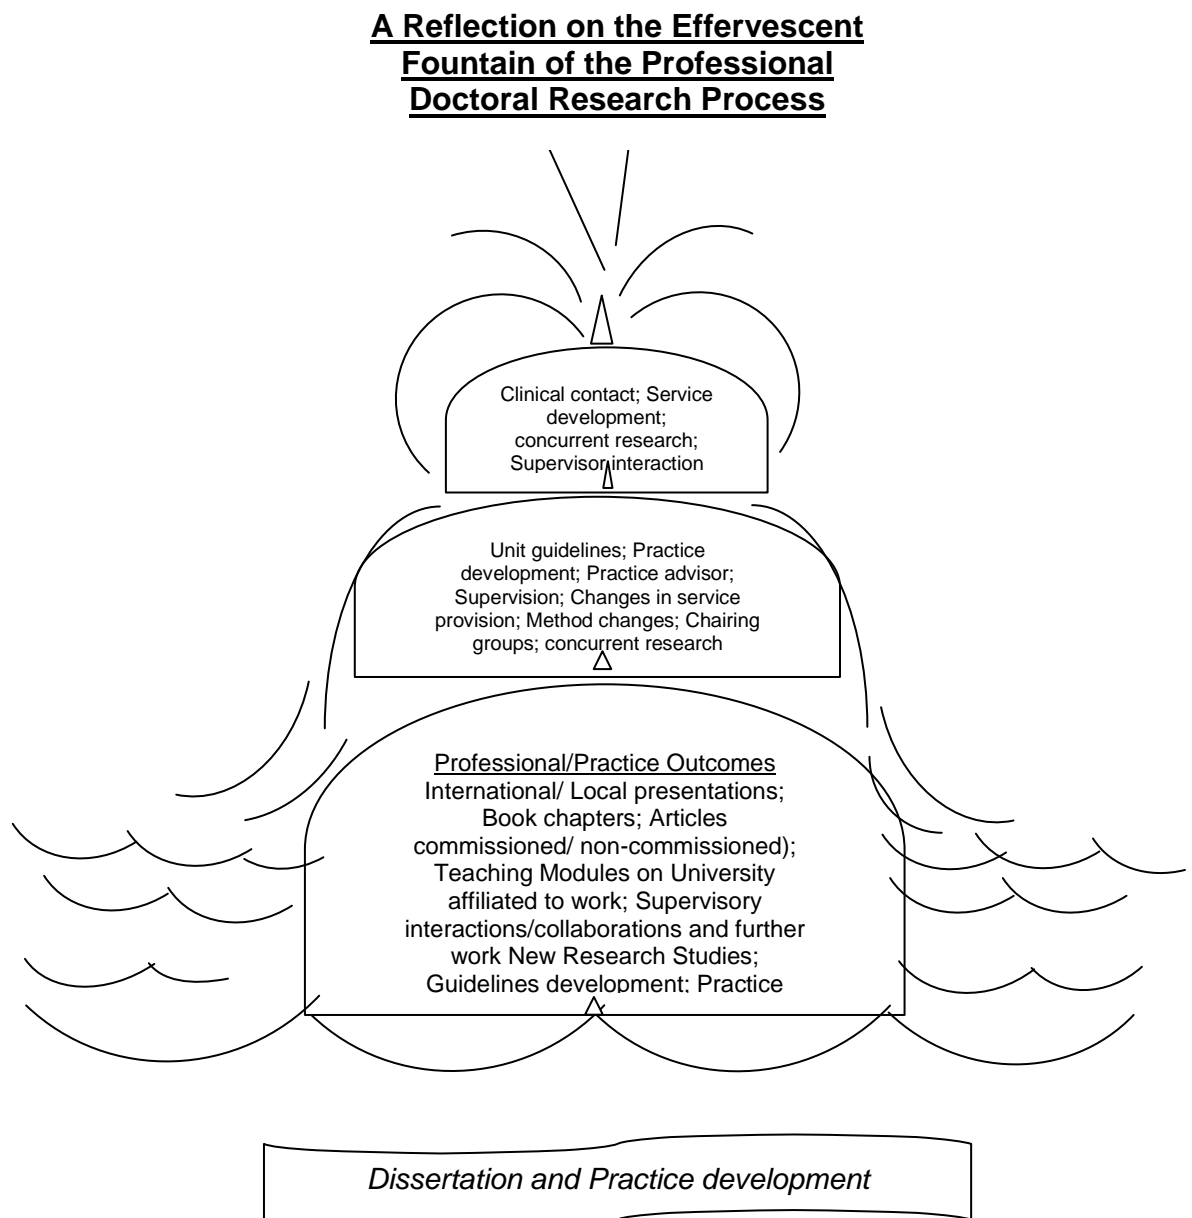 A Reflection on the Effervescent
Fountain of the Professional
Doctoral Research Process
Clinical contact; Service
development;
concurrent research;
Supervisor interaction
Unit guidelines; Practice
development; Practice advisor;
Supervision; Changes in service
provision; Method changes; Chairing
groups; concurrent research
Professional/Practice Outcomes
International/ Local presentations;
Book chapters; Articles
commissioned/ non-commissioned);
Teaching Modules on University
affiliated to work; Supervisory
interactions/collaborations and further
work New Research Studies;
Guidelines development; Practice
Dissertation and Practice development